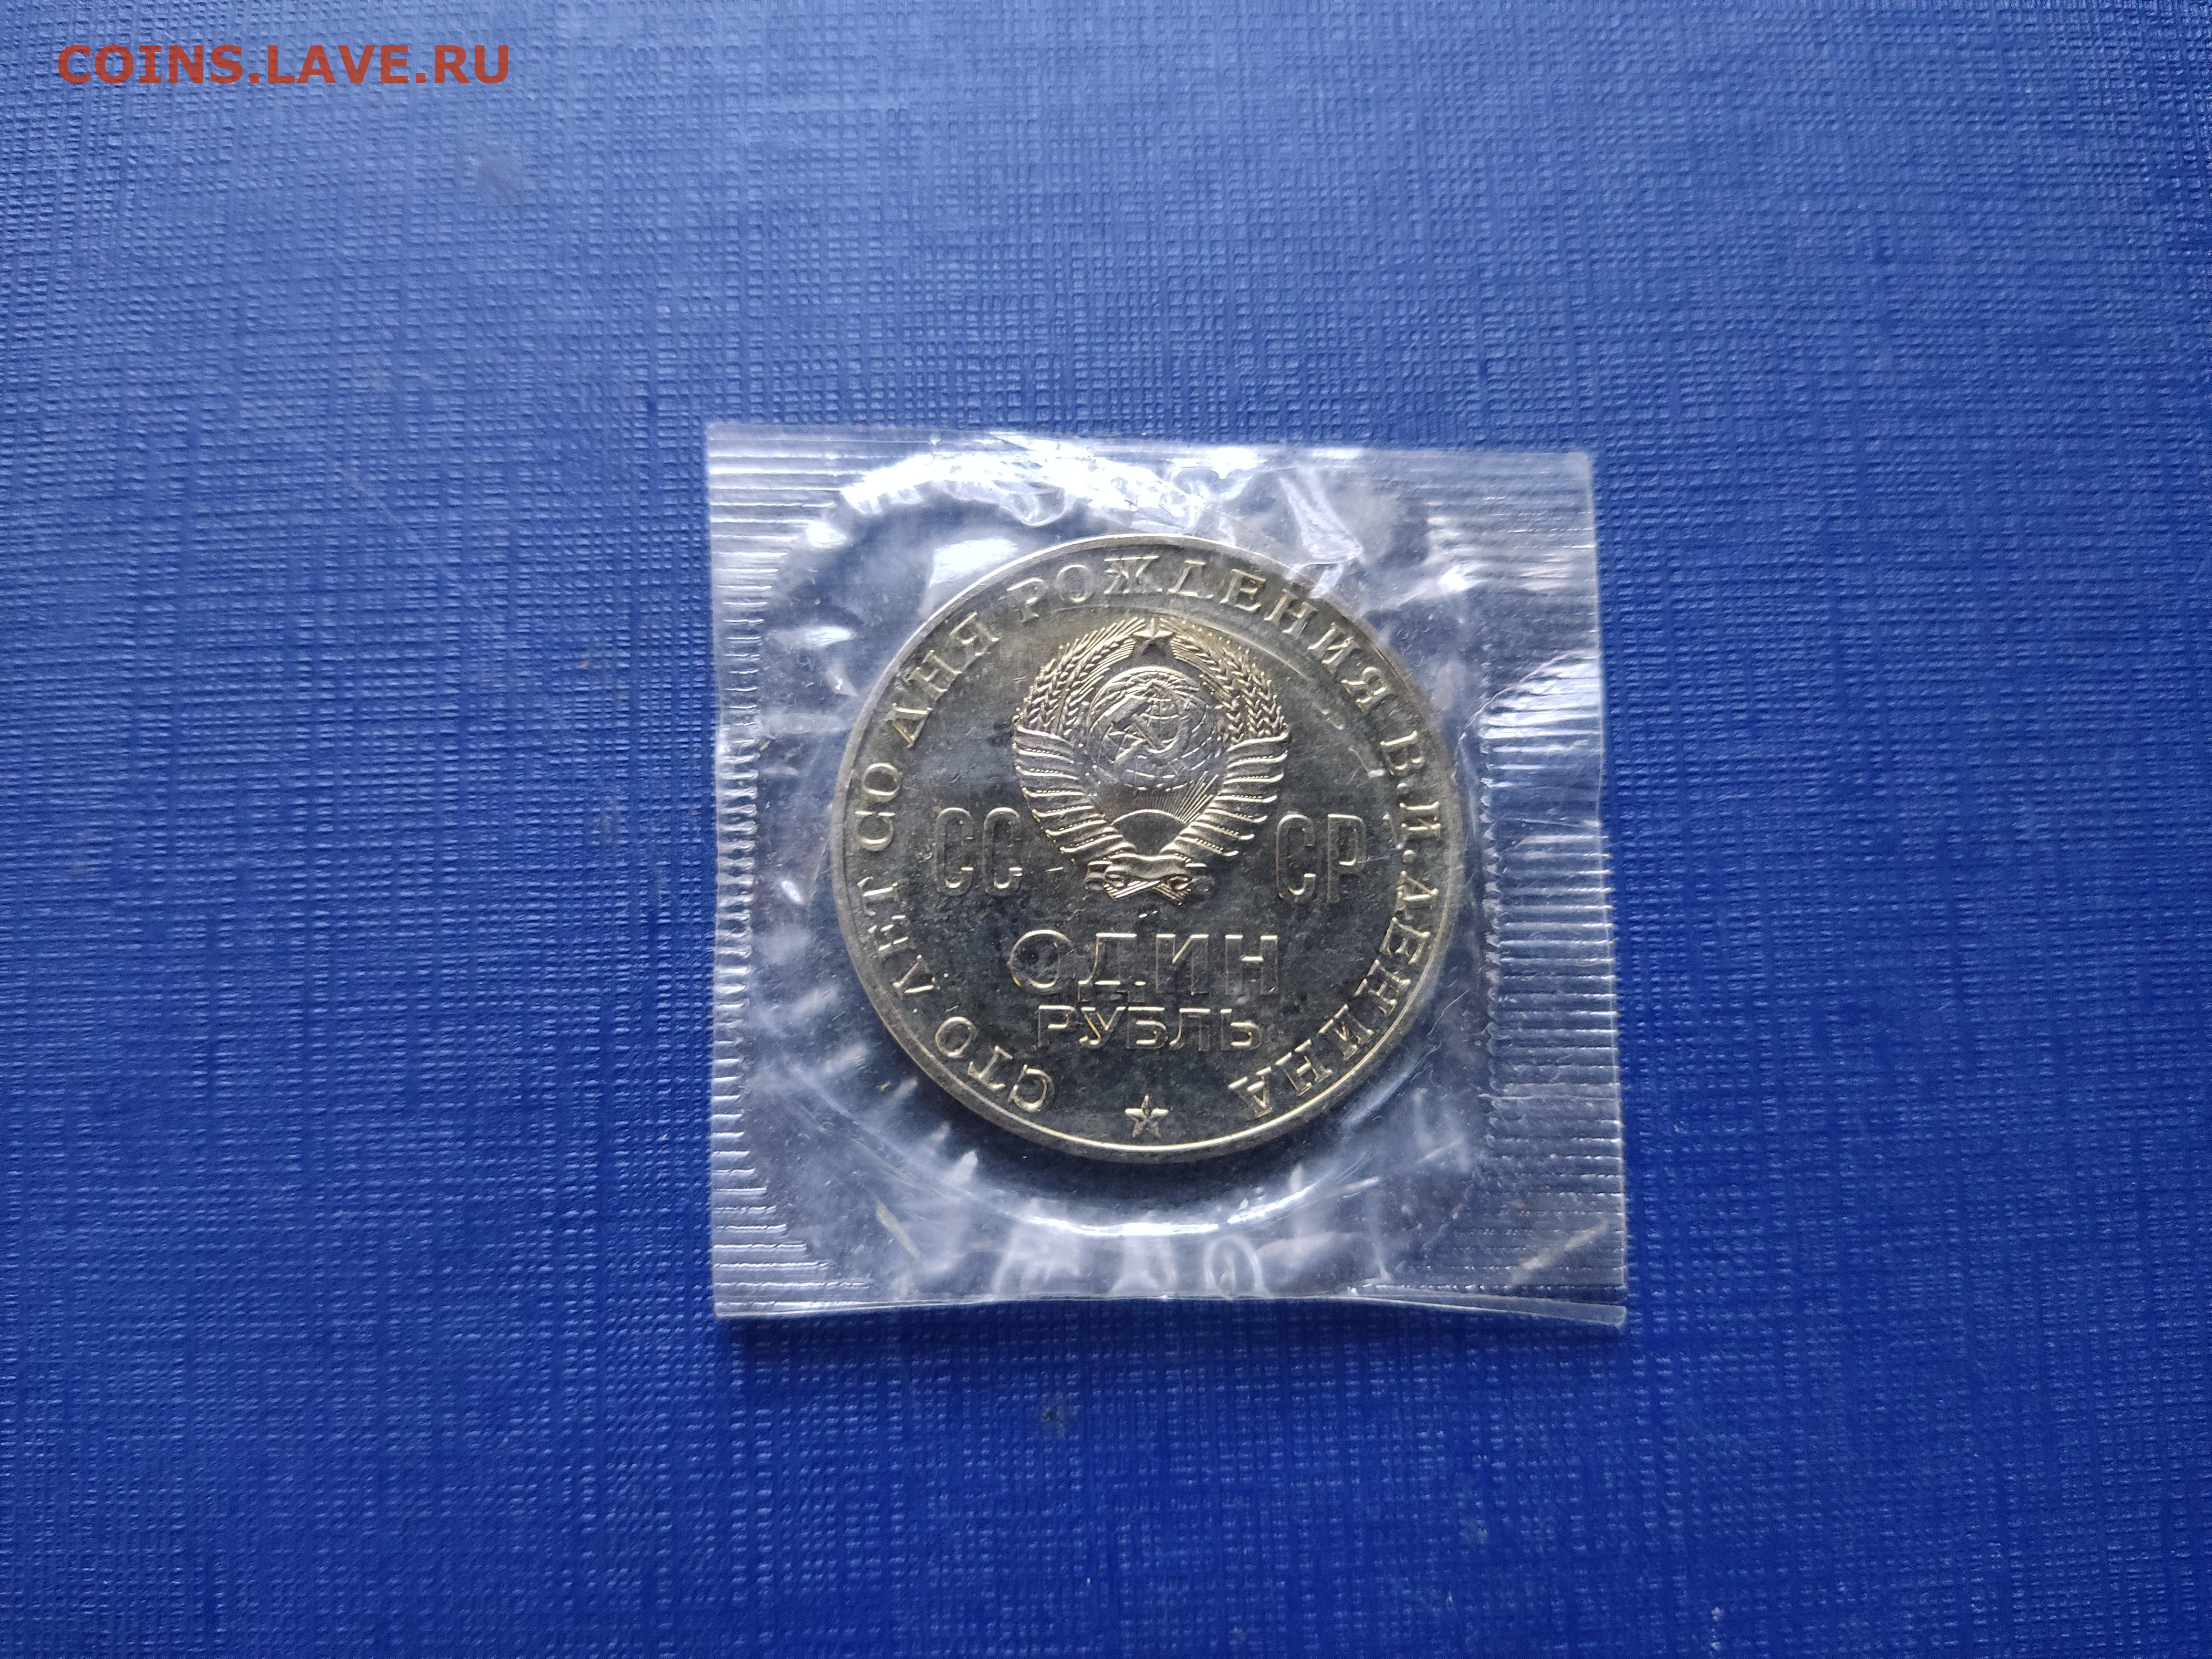 COINS.LAVE.RU
СТО ЛЕТ СО ДНЯ РОЖДЕНИЯ В.И.ЛЕНИНА
СС СР
ОДИН
РУБЛЬ